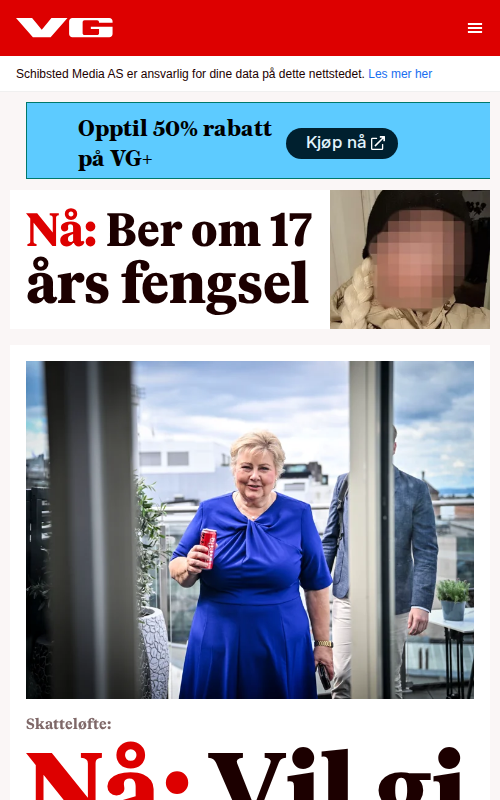 VG
Schibsted Media AS er ansvarlig for dine data på dette nettstedet. Les mer her
Opptil 50% rabatt
på VG+
Kjøp nå
Nå: Ber om 17
års fengsel
Skatteløfte:
Nå: Vil gi